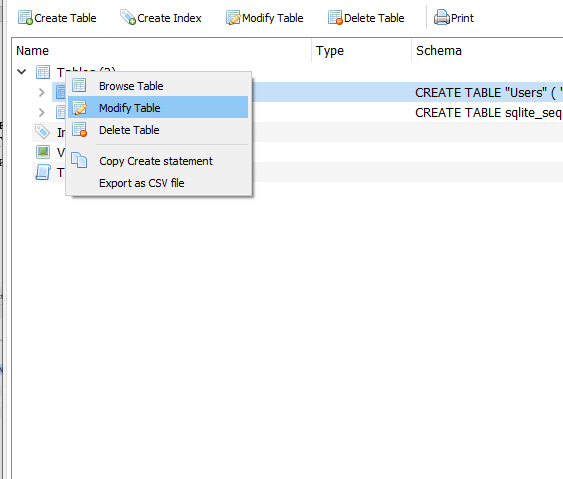 Create Table Create Index Modify Table Delete Table Print
Name Type Schema
Tables (2)
Browse Table
CREATE TABLE "Users" ( "
Modify Table
CREATE TABLE sqlite_seq
Delete Table
Copy Create statement
Export as CSV file